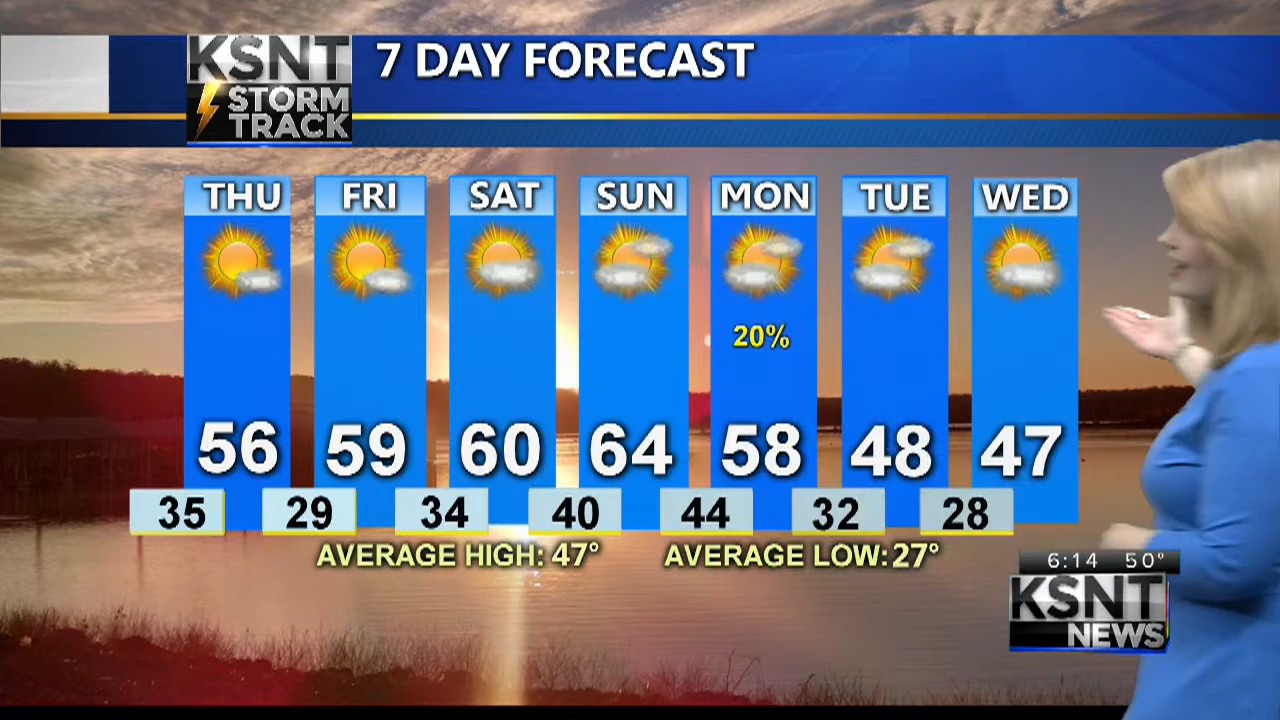 KSNT
STORM
TRACK
7 DAY FORECAST
THU FRI SAT SUN MON TUE WED
20%
56 59 60 64 58 48 47
35 29 34 40 44 32 28
AVERAGE HIGH: 47° AVERAGE LOW: 27°
6:14 50°
KSNT
NEWS